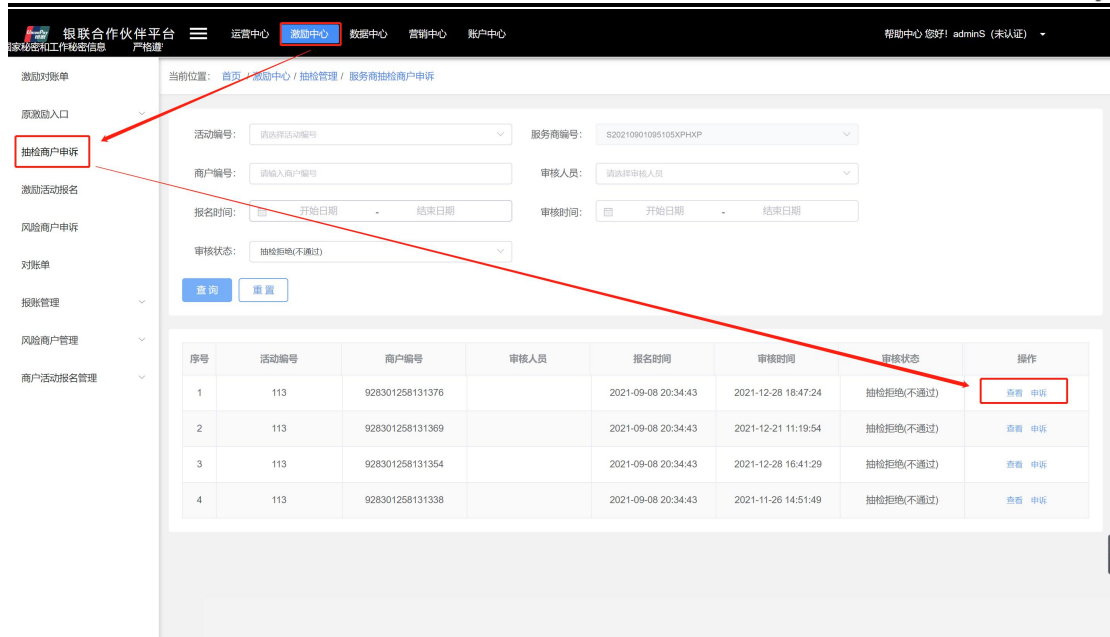 银联合作伙伴平台 运营中心 激励中心 数据中心 营销中心 账户中心 帮助中心 您好！adminS（未认证）
国家秘密和工作秘密信息 严格遵
激励对账单
原激励入口
抽检商户申诉
激励活动报名
风险商户申诉
对账单
报账管理
风险商户管理
商户活动报名管理
当前位置： 首页 / 激励中心 / 抽检管理 / 服务商抽检商户申诉
活动编号： 请选择活动编号 服务商编号： S20210901095105XPHXP
商户编号： 请输入商户编号 审核人员： 请选择审核人员
报名时间： 开始日期 - 结束日期 审核时间： 开始日期 - 结束日期
审核状态： 抽检拒绝(不通过)
查询 重置
序号 活动编号 商户编号 审核人员 报名时间 审核时间 审核状态 操作
1 113 928301258131376 2021-09-08 20:34:43 2021-12-28 18:47:24 抽检拒绝(不通过) 查看 申诉
2 113 928301258131369 2021-09-08 20:34:43 2021-12-21 11:19:54 抽检拒绝(不通过) 查看 申诉
3 113 928301258131354 2021-09-08 20:34:43 2021-12-28 16:41:29 抽检拒绝(不通过) 查看 申诉
4 113 928301258131338 2021-09-08 20:34:43 2021-11-26 14:51:49 抽检拒绝(不通过) 查看 申诉